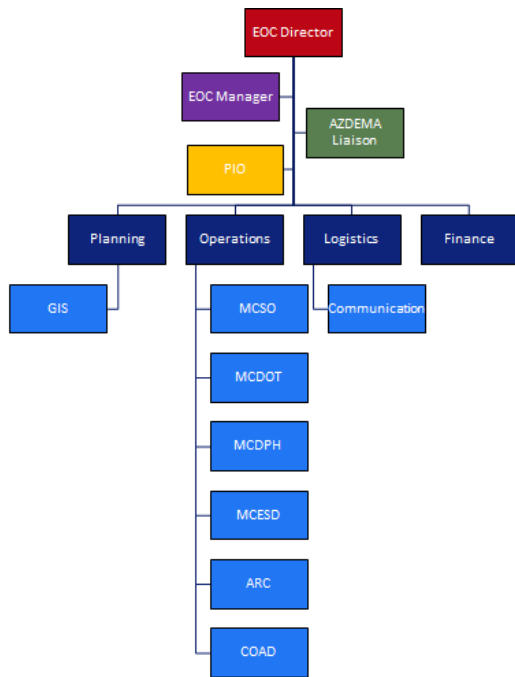 EOC Director
EOC Manager
AZDEMA
Liaison
PIO
Planning
Operations
Logistics
Finance
GIS
MCSO
Communication
MCDOT
MCDPH
MCESD
ARC
COAD